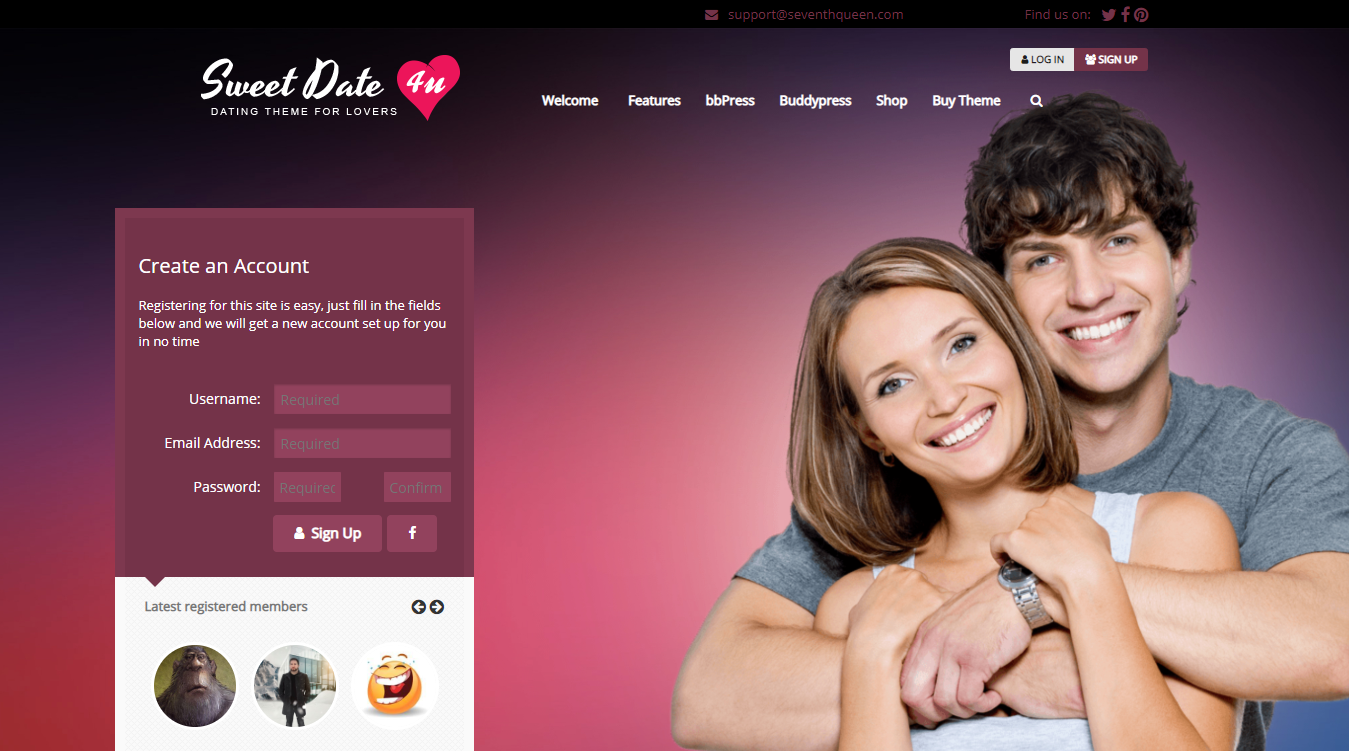 support@seventhqueen.com
Find us on:
LOG IN
SIGN UP
Sweet Date 4u
DATING THEME FOR LOVERS
Welcome Features bbPress Buddypress Shop Buy Theme
Create an Account
Registering for this site is easy, just fill in the fields
below and we will get a new account set up for you
in no time
Username: Required
Email Address: Required
Password: Required Confirm
Sign Up
Latest registered members